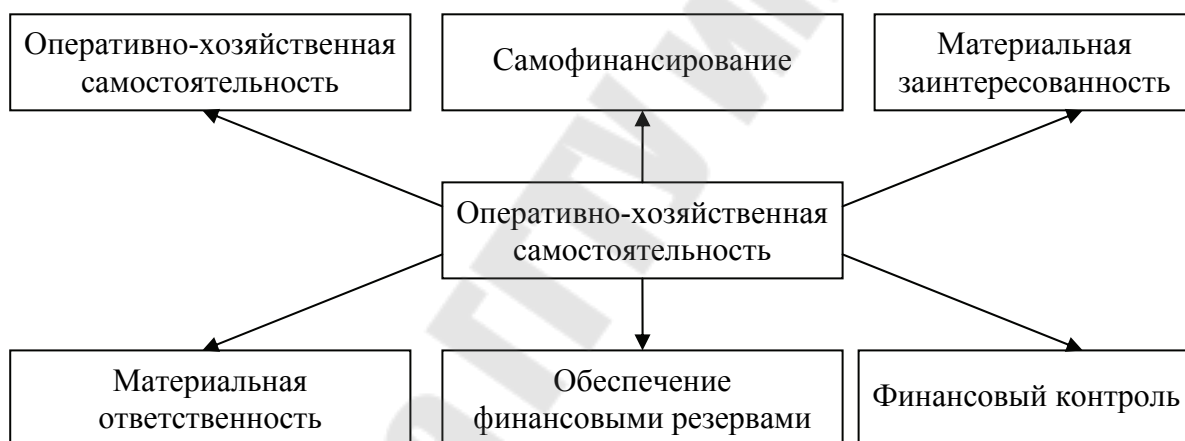 Оперативно-хозяйственная
самостоятельность
Самофинансирование
Материальная
заинтересованность
Оперативно-хозяйственная
самостоятельность
Материальная
ответственность
Обеспечение
финансовыми резервами
Финансовый контроль